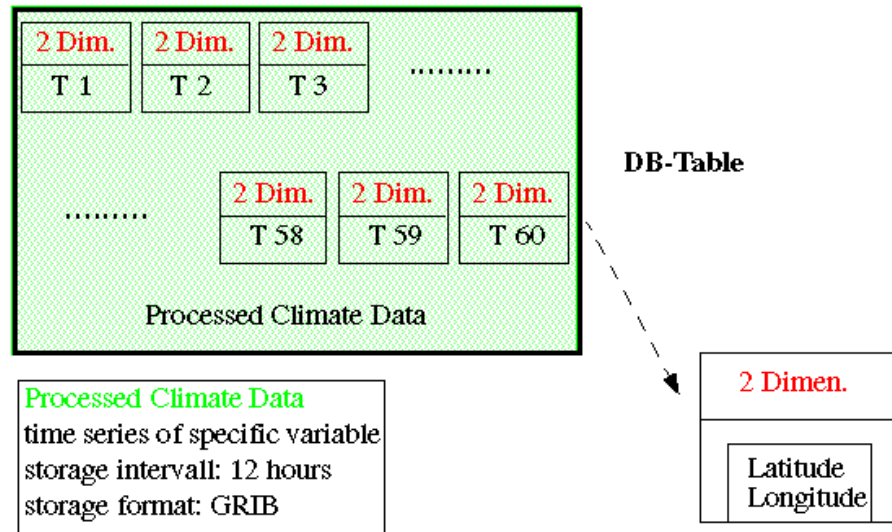 2 Dim. 2 Dim. 2 Dim.
T 1 T 2 T 3 .........
DB-Table
......... 2 Dim. 2 Dim. 2 Dim.
T 58 T 59 T 60
Processed Climate Data
Processed Climate Data
time series of specific variable
storage intervall: 12 hours
storage format: GRIB
2 Dimen.
Latitude
Longitude